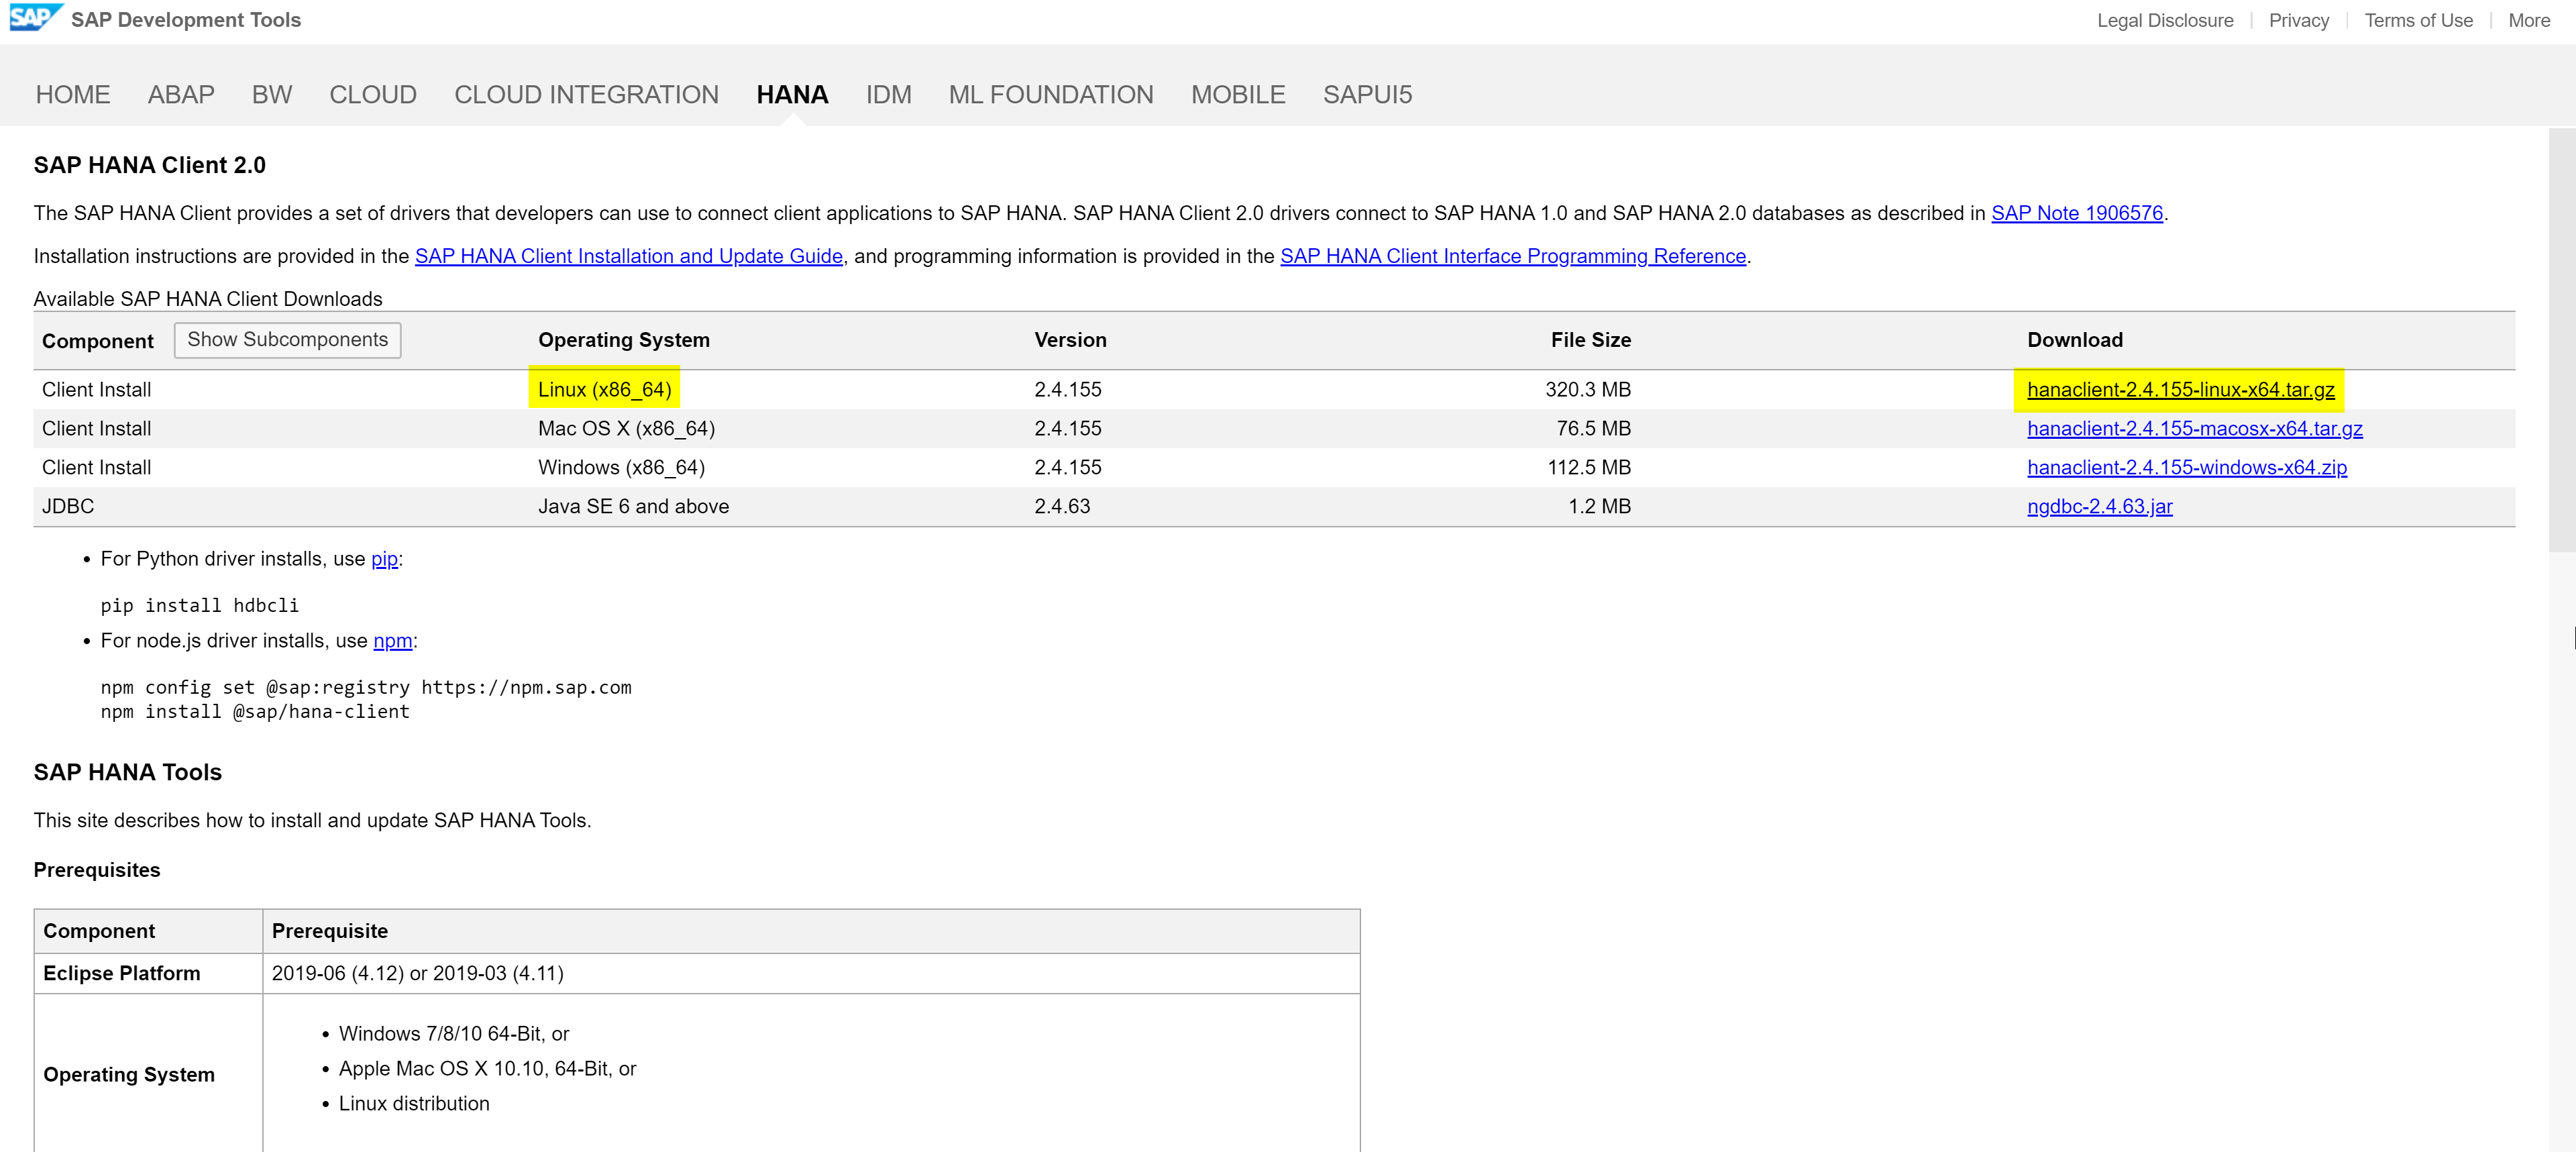 SAP SAP Development Tools
Legal Disclosure | Privacy | Terms of Use | More
HOME ABAP BW CLOUD CLOUD INTEGRATION HANA IDM ML FOUNDATION MOBILE SAPUI5
SAP HANA Client 2.0
The SAP HANA Client provides a set of drivers that developers can use to connect client applications to SAP HANA. SAP HANA Client 2.0 drivers connect to SAP HANA 1.0 and SAP HANA 2.0 databases as described in SAP Note 1906576.
Installation instructions are provided in the SAP HANA Client Installation and Update Guide, and programming information is provided in the SAP HANA Client Interface Programming Reference.
Available SAP HANA Client Downloads
Component Show Subcomponents Operating System Version File Size Download
Client Install Linux (x86_64) 2.4.155 320.3 MB hanaclient-2.4.155-linux-x64.tar.gz
Client Install Mac OS X (x86_64) 2.4.155 76.5 MB hanaclient-2.4.155-macosx-x64.tar.gz
Client Install Windows (x86_64) 2.4.155 112.5 MB hanaclient-2.4.155-windows-x64.zip
JDBC Java SE 6 and above 2.4.63 1.2 MB ngdbc-2.4.63.jar
• For Python driver installs, use pip:
pip install hdbcli
• For node.js driver installs, use npm:
npm config set @sap:registry https://npm.sap.com
npm install @sap/hana-client
SAP HANA Tools
This site describes how to install and update SAP HANA Tools.
Prerequisites
Component Prerequisite
Eclipse Platform 2019-06 (4.12) or 2019-03 (4.11)
Operating System
• Windows 7/8/10 64-Bit, or
• Apple Mac OS X 10.10, 64-Bit, or
• Linux distribution